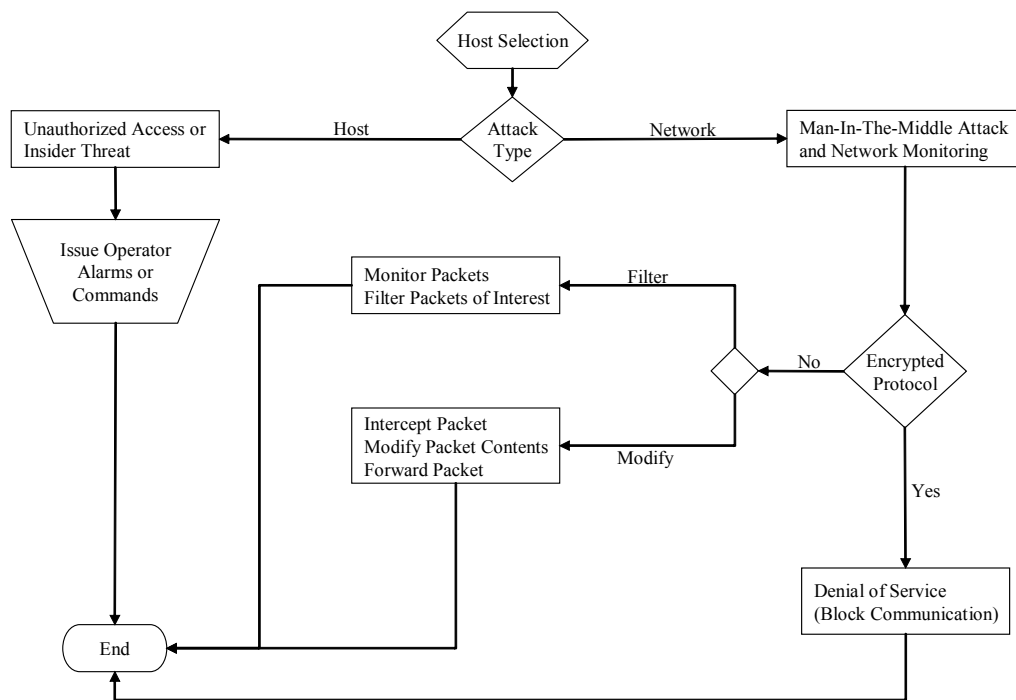 Host Selection
Attack
Type
Host
Network
Unauthorized Access or
Insider Threat
Man-In-The-Middle Attack
and Network Monitoring
Issue Operator
Alarms or
Commands
Monitor Packets
Filter Packets of Interest
Filter
No
Encrypted
Protocol
Intercept Packet
Modify Packet Contents
Forward Packet
Modify
Yes
Denial of Service
(Block Communication)
End